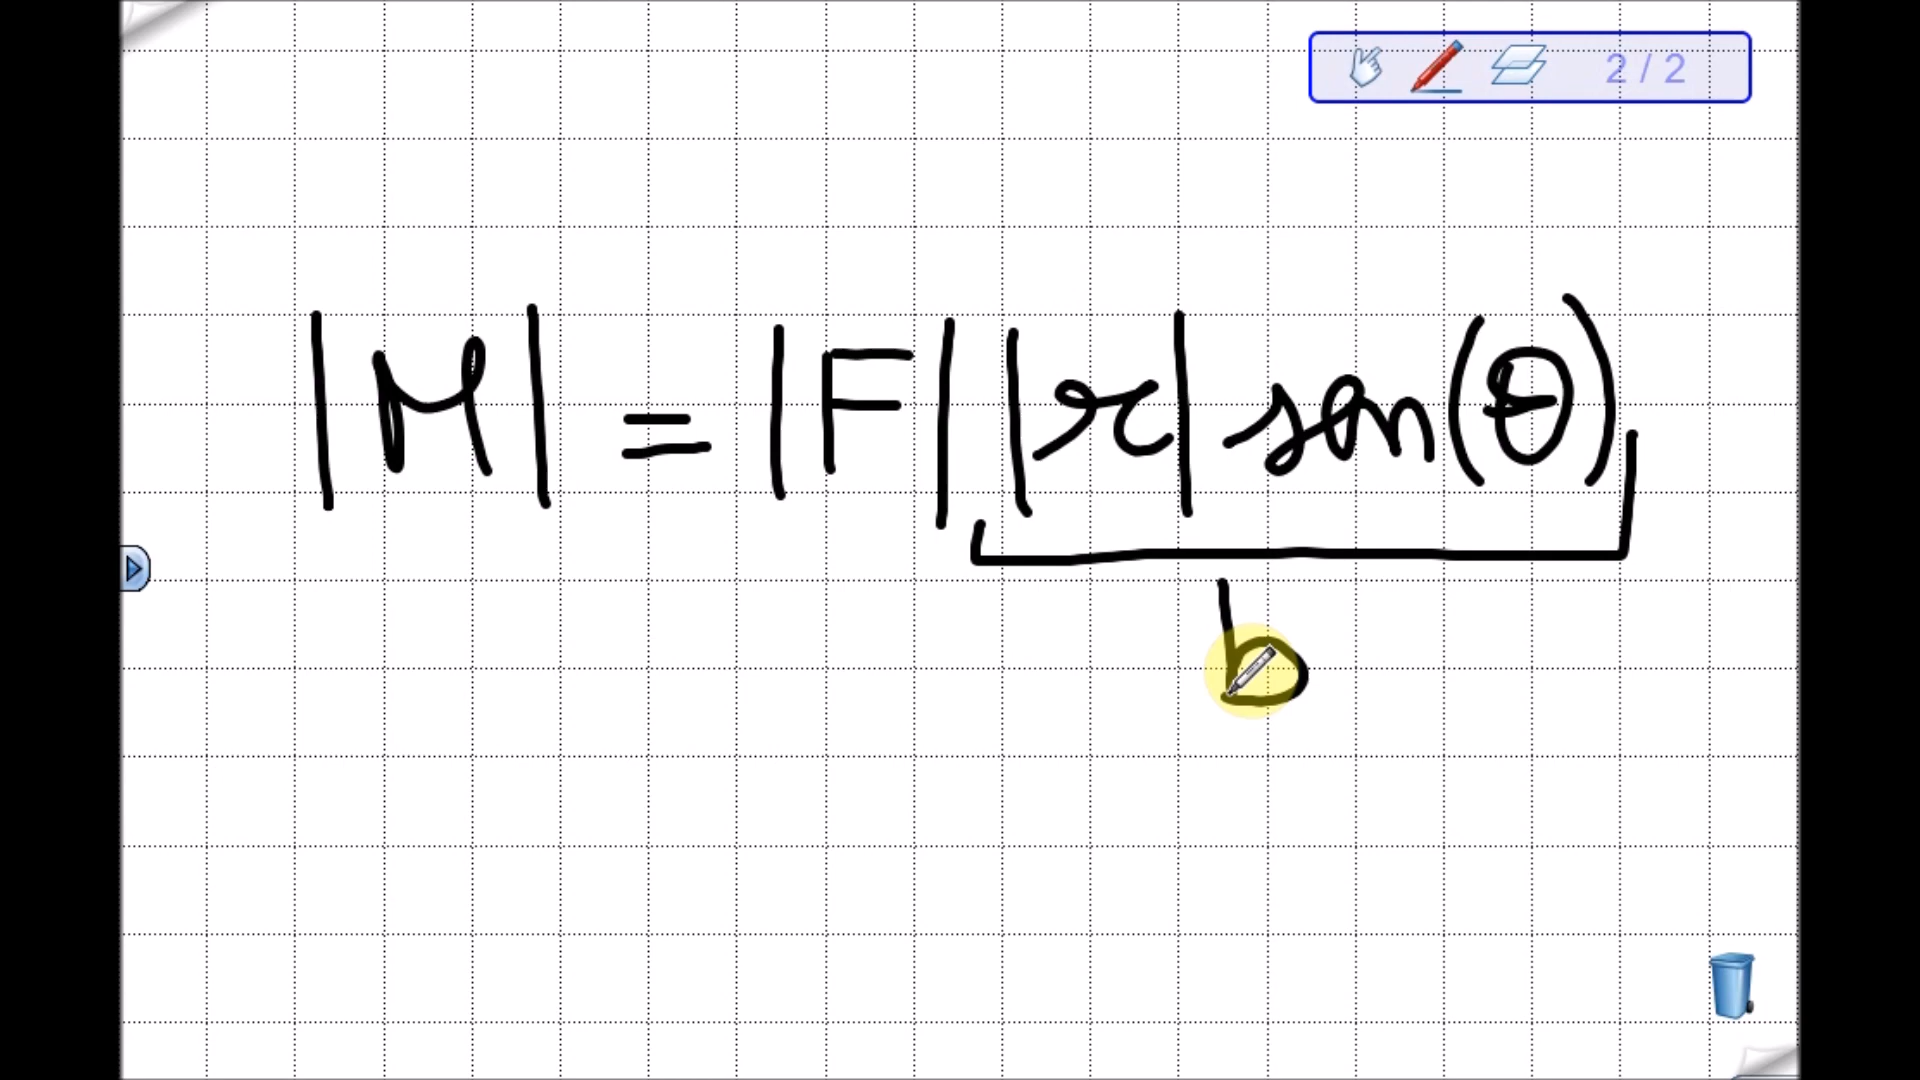 2 / 2
|M| = |F||r| sen(θ)
b